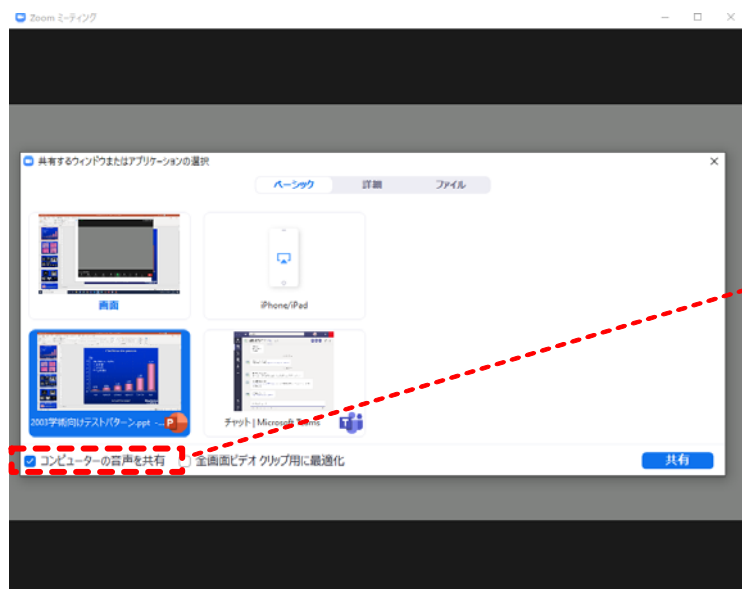 Zoom ミーティング
共有するウィンドウまたはアプリケーションの選択
ベーシック 詳細 ファイル
画面 iPhone/iPad
2003学術向けテストパターン.ppt - ... チャット | Microsoft Teams
コンピューターの音声を共有 全画面ビデオ クリップ用に最適化 共有